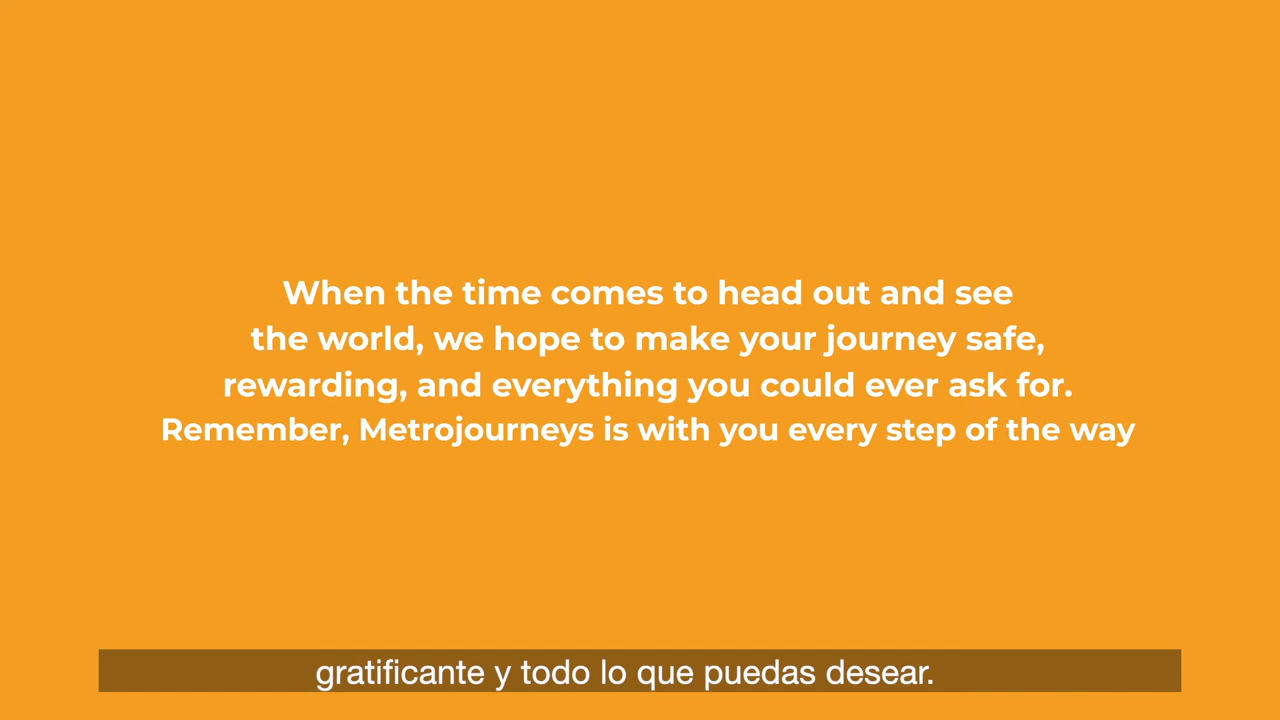 When the time comes to head out and see
the world, we hope to make your journey safe,
rewarding, and everything you could ever ask for.
Remember, Metrojourneys is with you every step of the way
gratificante y todo lo que puedas desear.